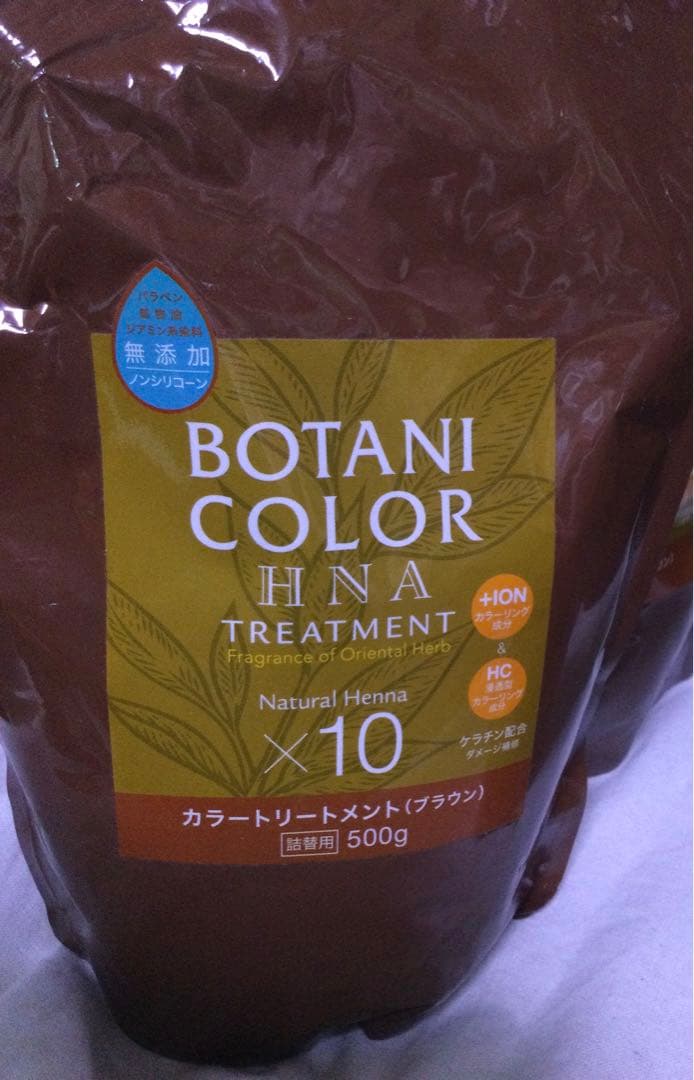 パラベン
鉱物油
ジアミン系染料
無添加
ノンシリコーン
BOTANI
COLOR
HNA
TREATMENT
Fragrance of Oriental Herb
Natural Henna
×10
+ION
カラーリング
成分
&
HC
浸透型
カラーリング
成分
ケラチン配合
ダメージ補修
カラートリートメント(ブラウン)
詰替用 500g